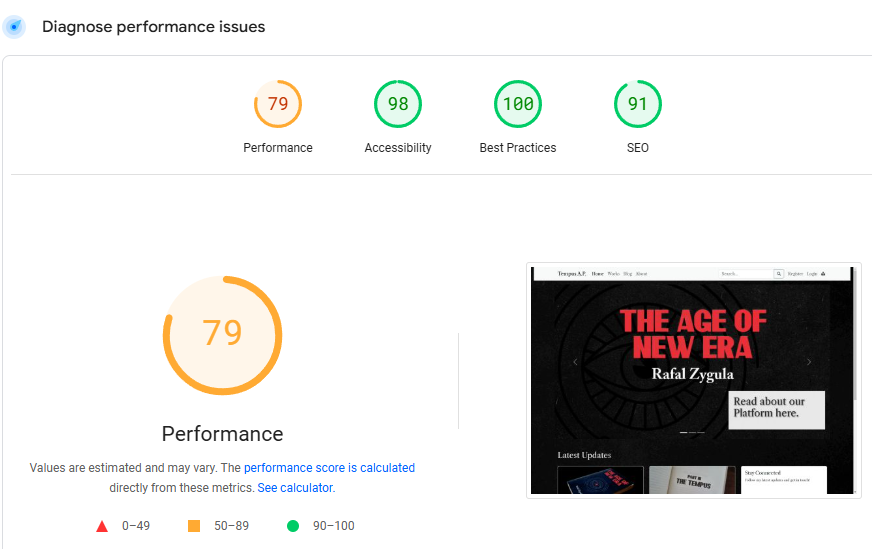 Diagnose performance issues
79
98
100
91
Performance
Accessibility
Best Practices
SEO
79
Performance
Values are estimated and may vary. The performance score is calculated
directly from these metrics. See calculator.
0–49
50–89
90–100
Tempus A.P. Home Works Blog About Search... Register Login
THE AGE OF
NEW ERA
Rafal Zygula
Read about our
Platform here.
Latest Updates
THE TEMPUS
Stay Connected